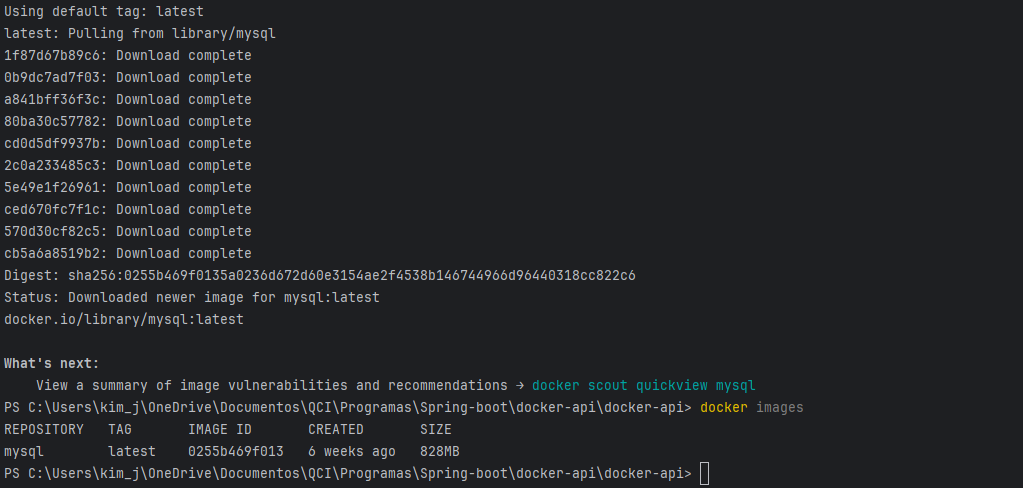 Using default tag: latest
latest: Pulling from library/mysql
1f87d67b89c6: Download complete
0b9dc7ad7f03: Download complete
a841bff36f3c: Download complete
80ba30c57782: Download complete
cd0d5df9937b: Download complete
2c0a233485c3: Download complete
5e49e1f26961: Download complete
ced670fc7f1c: Download complete
570d30cf82c5: Download complete
cb5a6a8519b2: Download complete
Digest: sha256:0255b469f0135a0236d672d60e3154ae2f4538b146744966d96440318cc822c6
Status: Downloaded newer image for mysql:latest
docker.io/library/mysql:latest
What's next:
View a summary of image vulnerabilities and recommendations → docker scout quickview mysql
PS C:\Users\kim_j\OneDrive\Documentos\QCI\Programas\Spring-boot\docker-api\docker-api> docker images
REPOSITORY TAG IMAGE ID CREATED SIZE
mysql latest 0255b469f013 6 weeks ago 828MB
PS C:\Users\kim_j\OneDrive\Documentos\QCI\Programas\Spring-boot\docker-api\docker-api>